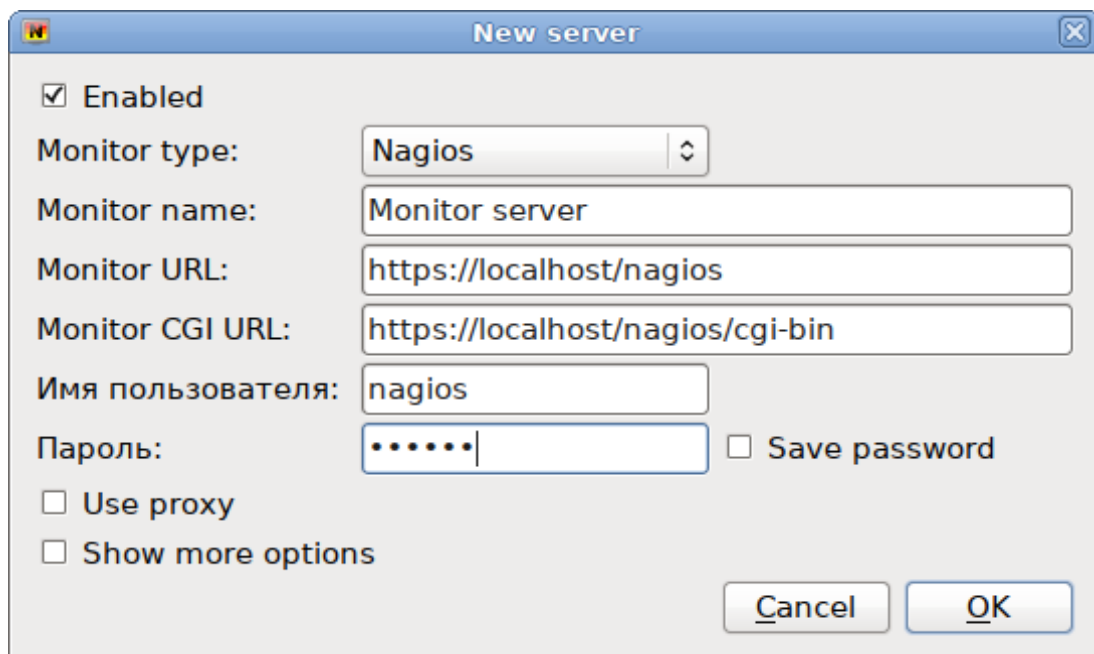 New server
Enabled
Monitor type: Nagios
Monitor name: Monitor server
Monitor URL: https://localhost/nagios
Monitor CGI URL: https://localhost/nagios/cgi-bin
Имя пользователя: nagios
Пароль: •••••• Save password
Use proxy
Show more options
Cancel OK